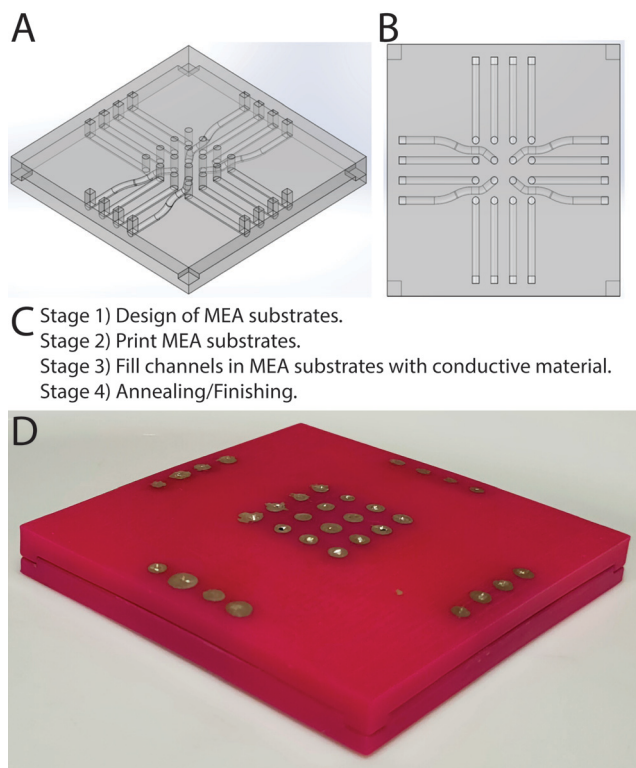 A
B
C
Stage 1) Design of MEA substrates.
Stage 2) Print MEA substrates.
Stage 3) Fill channels in MEA substrates with conductive material.
Stage 4) Annealing/Finishing.
D